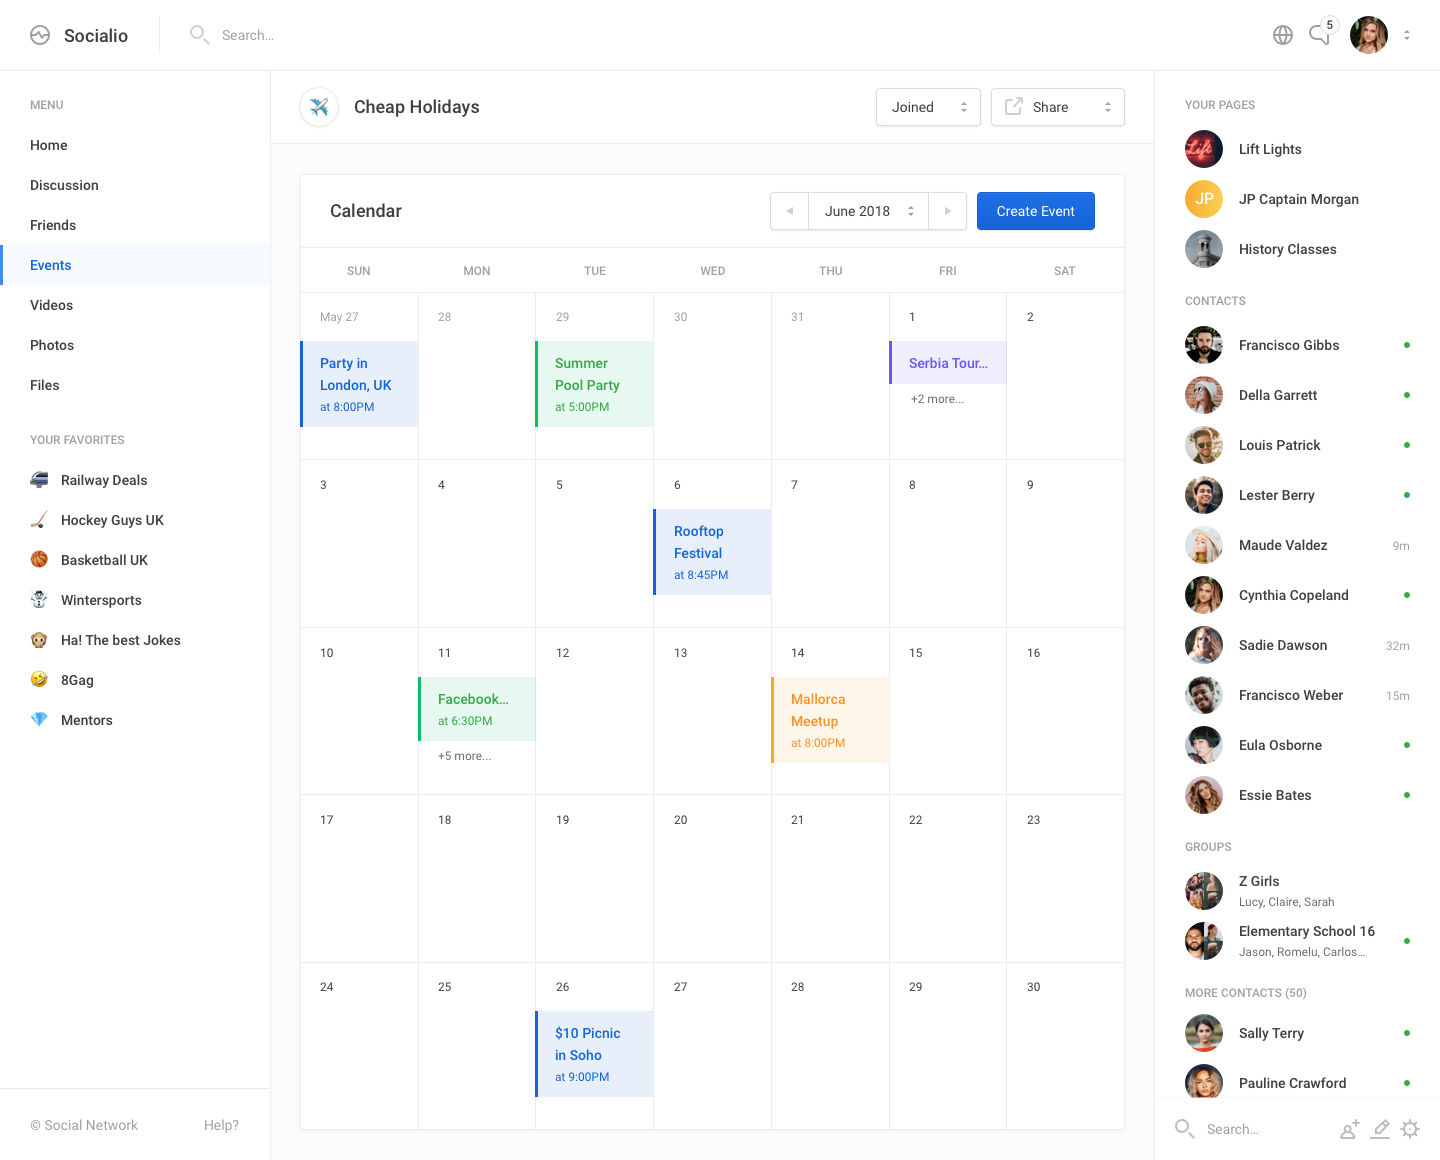 Socialio
Search...
5
MENU
Home
Discussion
Friends
Events
Videos
Photos
Files
YOUR FAVORITES
Railway Deals
Hockey Guys UK
Basketball UK
Wintersports
Ha! The best Jokes
8Gag
Mentors
© Social Network
Help?
Cheap Holidays
Joined
Share
Calendar
June 2018
Create Event
SUN MON TUE WED THU FRI SAT
May 27 28 29 30 31 1 2
Party in
London, UK
at 8:00PM
Summer
Pool Party
at 5:00PM
Serbia Tour...
+2 more...
3 4 5 6 7 8 9
Rooftop
Festival
at 8:45PM
10 11 12 13 14 15 16
Facebook...
at 6:30PM
+5 more...
Mallorca
Meetup
at 8:00PM
17 18 19 20 21 22 23
24 25 26 27 28 29 30
$10 Picnic
in Soho
at 9:00PM
YOUR PAGES
Lift
Lift Lights
JP
JP Captain Morgan
History Classes
CONTACTS
Francisco Gibbs
Della Garrett
Louis Patrick
Lester Berry
Maude Valdez 9m
Cynthia Copeland
Sadie Dawson 32m
Francisco Weber 15m
Eula Osborne
Essie Bates
GROUPS
Z Girls
Lucy, Claire, Sarah
Elementary School 16
Jason, Romelu, Carlos...
MORE CONTACTS (50)
Sally Terry
Pauline Crawford
Search...